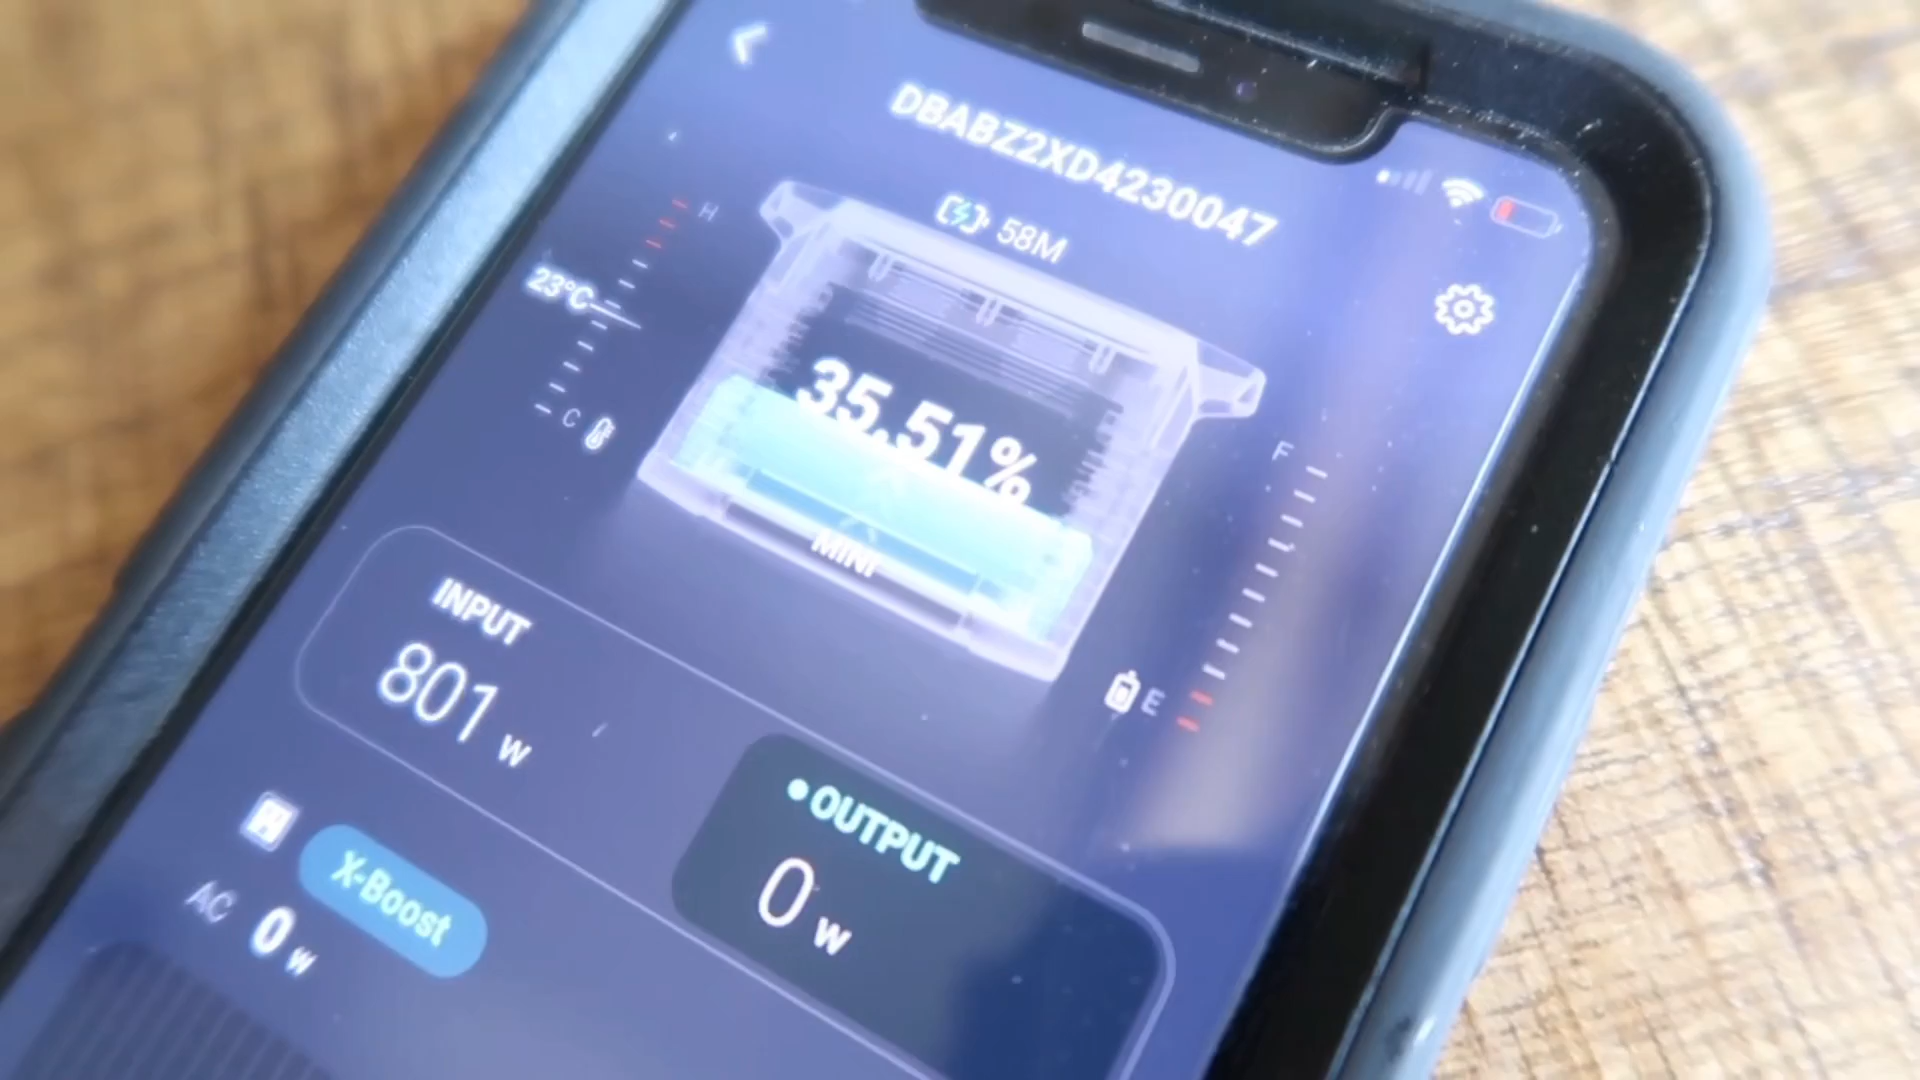 DBABZ2XD4230047
58M
H
23°C
C
35.51%
MINI
F
E
INPUT
801 W
OUTPUT
0 W
X-Boost
AC 0 W